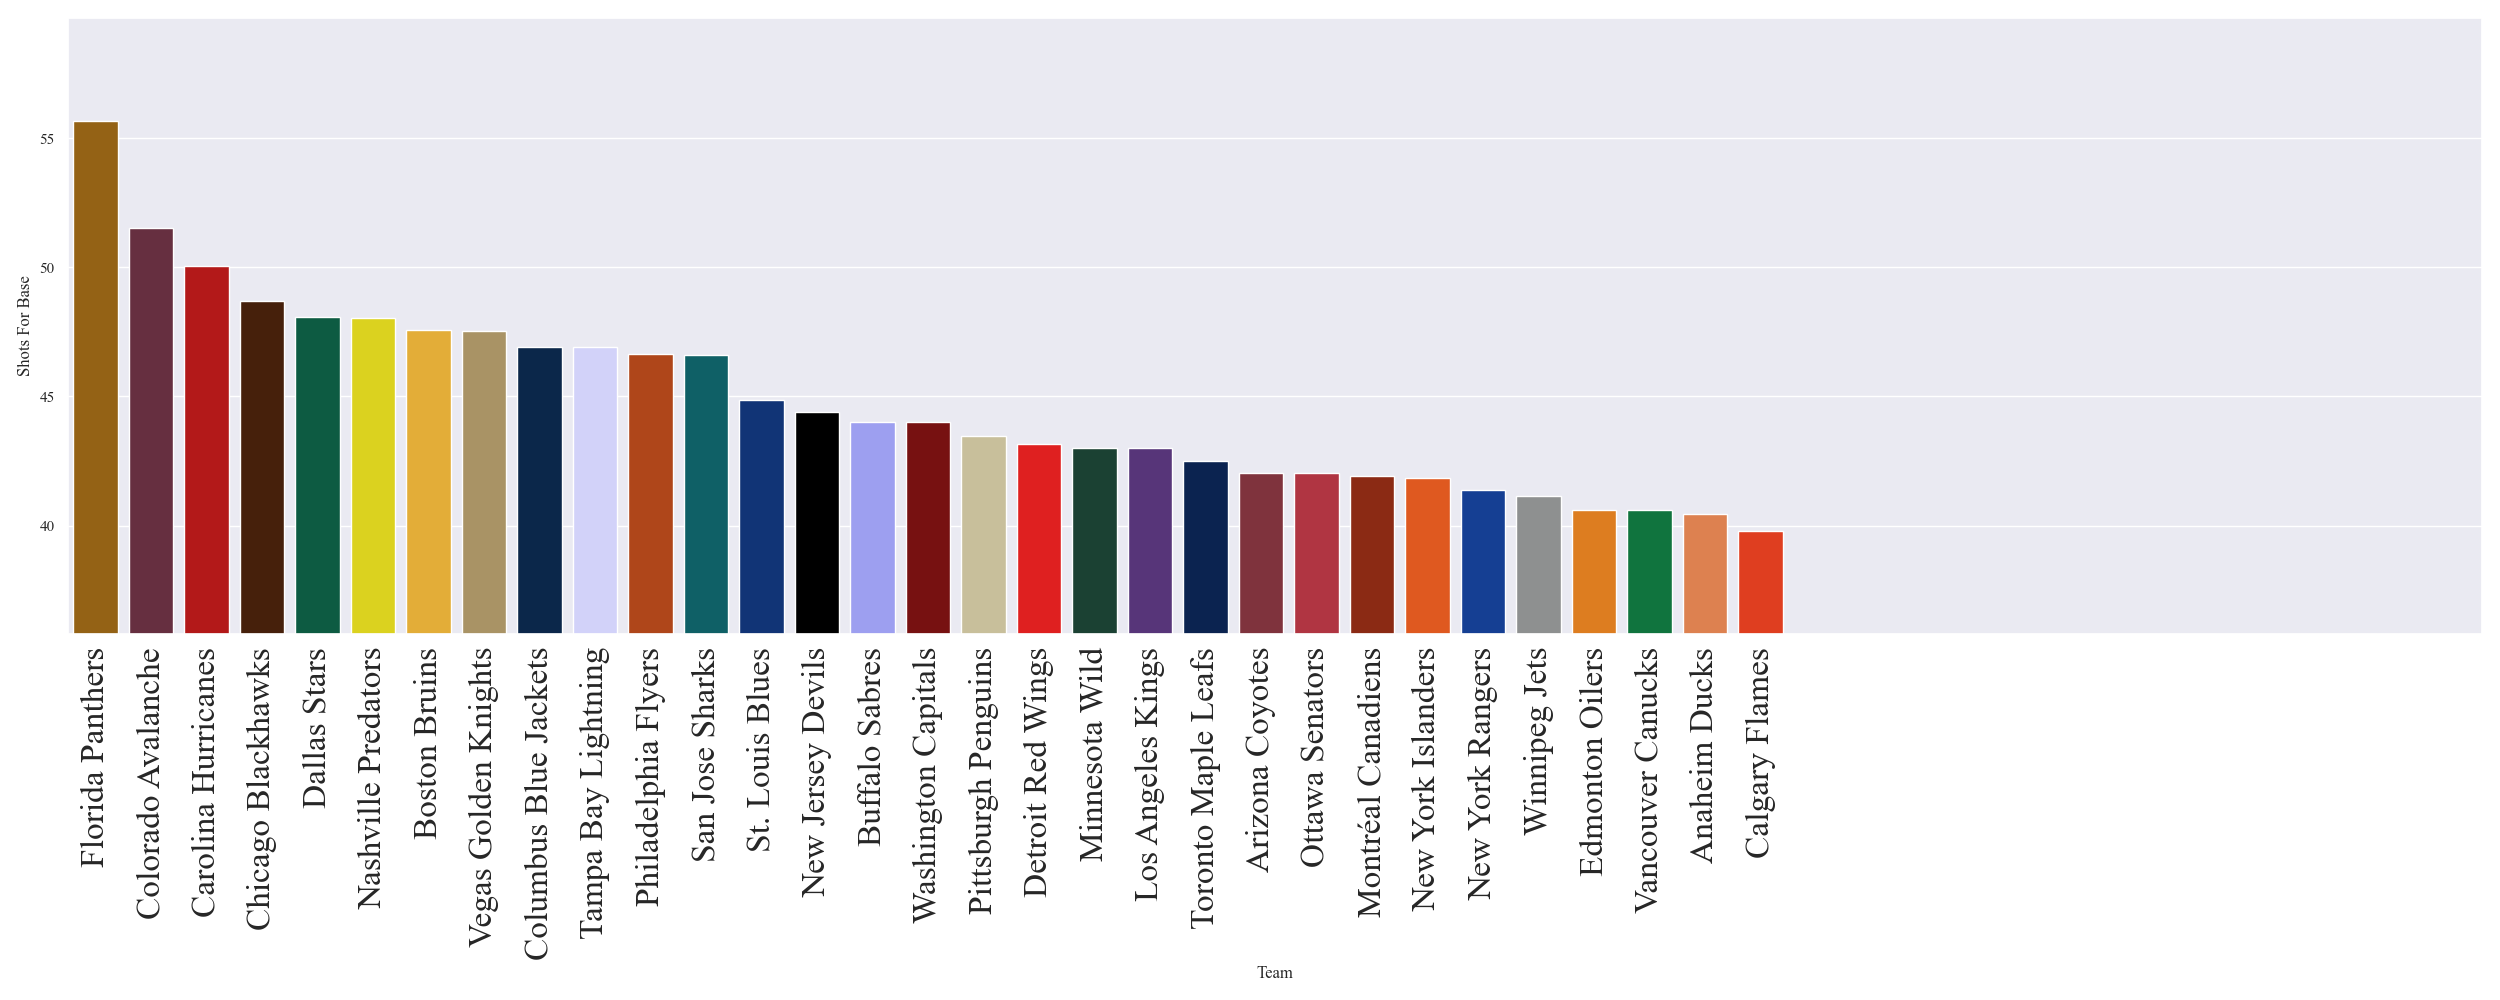 55
50
45
40
Shots For Base
Florida Panthers
Colorado Avalanche
Carolina Hurricanes
Chicago Blackhawks
Dallas Stars
Nashville Predators
Boston Bruins
Vegas Golden Knights
Columbus Blue Jackets
Tampa Bay Lightning
Philadelphia Flyers
San Jose Sharks
St. Louis Blues
New Jersey Devils
Buffalo Sabres
Washington Capitals
Pittsburgh Penguins
Detroit Red Wings
Minnesota Wild
Los Angeles Kings
Toronto Maple Leafs
Arizona Coyotes
Ottawa Senators
Montréal Canadiens
New York Islanders
New York Rangers
Winnipeg Jets
Edmonton Oilers
Vancouver Canucks
Anaheim Ducks
Calgary Flames
Team